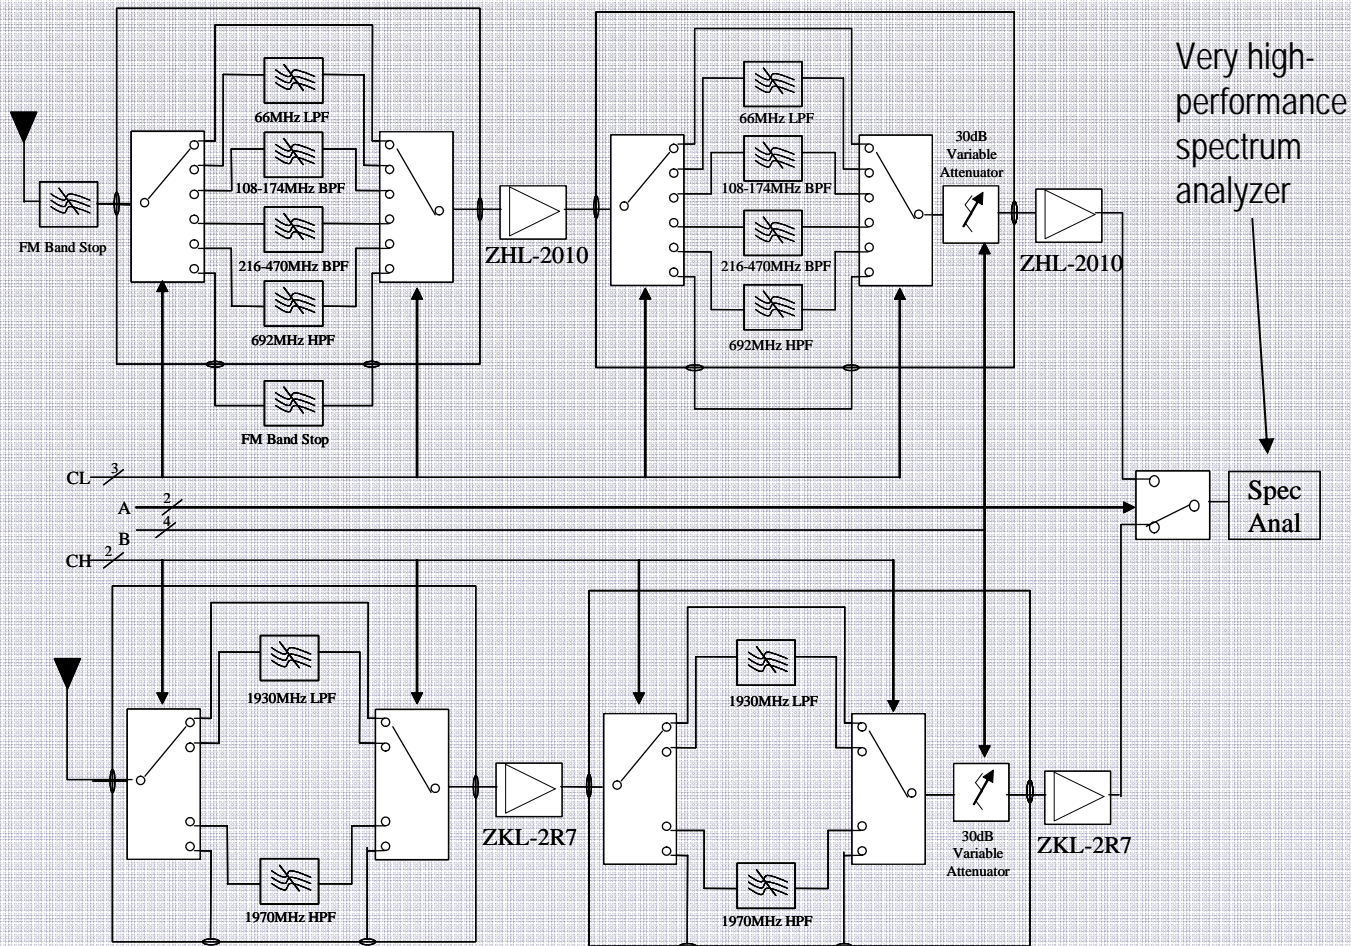 Very high-
performance
spectrum
analyzer
66MHz LPF
108-174MHz BPF
216-470MHz BPF
692MHz HPF
FM Band Stop
FM Band Stop
ZHL-2010
66MHz LPF
108-174MHz BPF
216-470MHz BPF
692MHz HPF
30dB
Variable
Attenuator
ZHL-2010
CL 3
A 2
B 4
CH 2
Spec
Anal
1930MHz LPF
1970MHz HPF
ZKL-2R7
1930MHz LPF
1970MHz HPF
30dB
Variable
Attenuator
ZKL-2R7